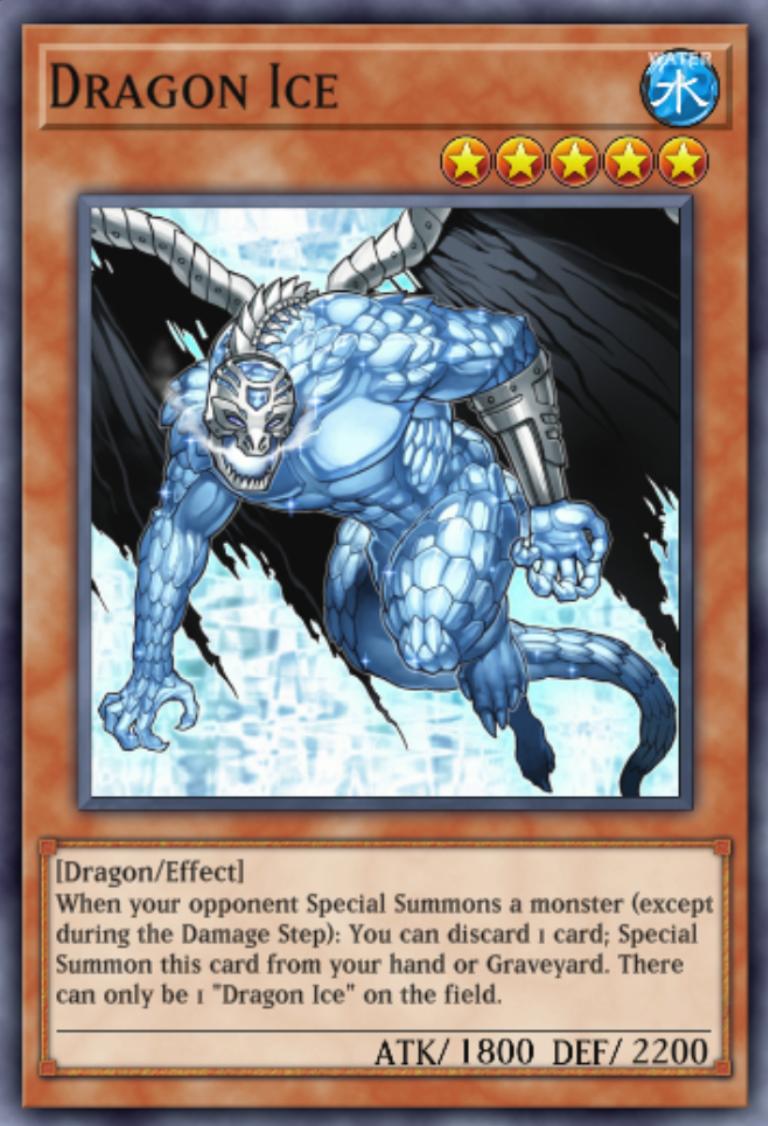 Dragon Ice
WATER
水
[Dragon/Effect]
When your opponent Special Summons a monster (except
during the Damage Step): You can discard 1 card; Special
Summon this card from your hand or Graveyard. There
can only be 1 "Dragon Ice" on the field.
ATK/ 1800 DEF/ 2200